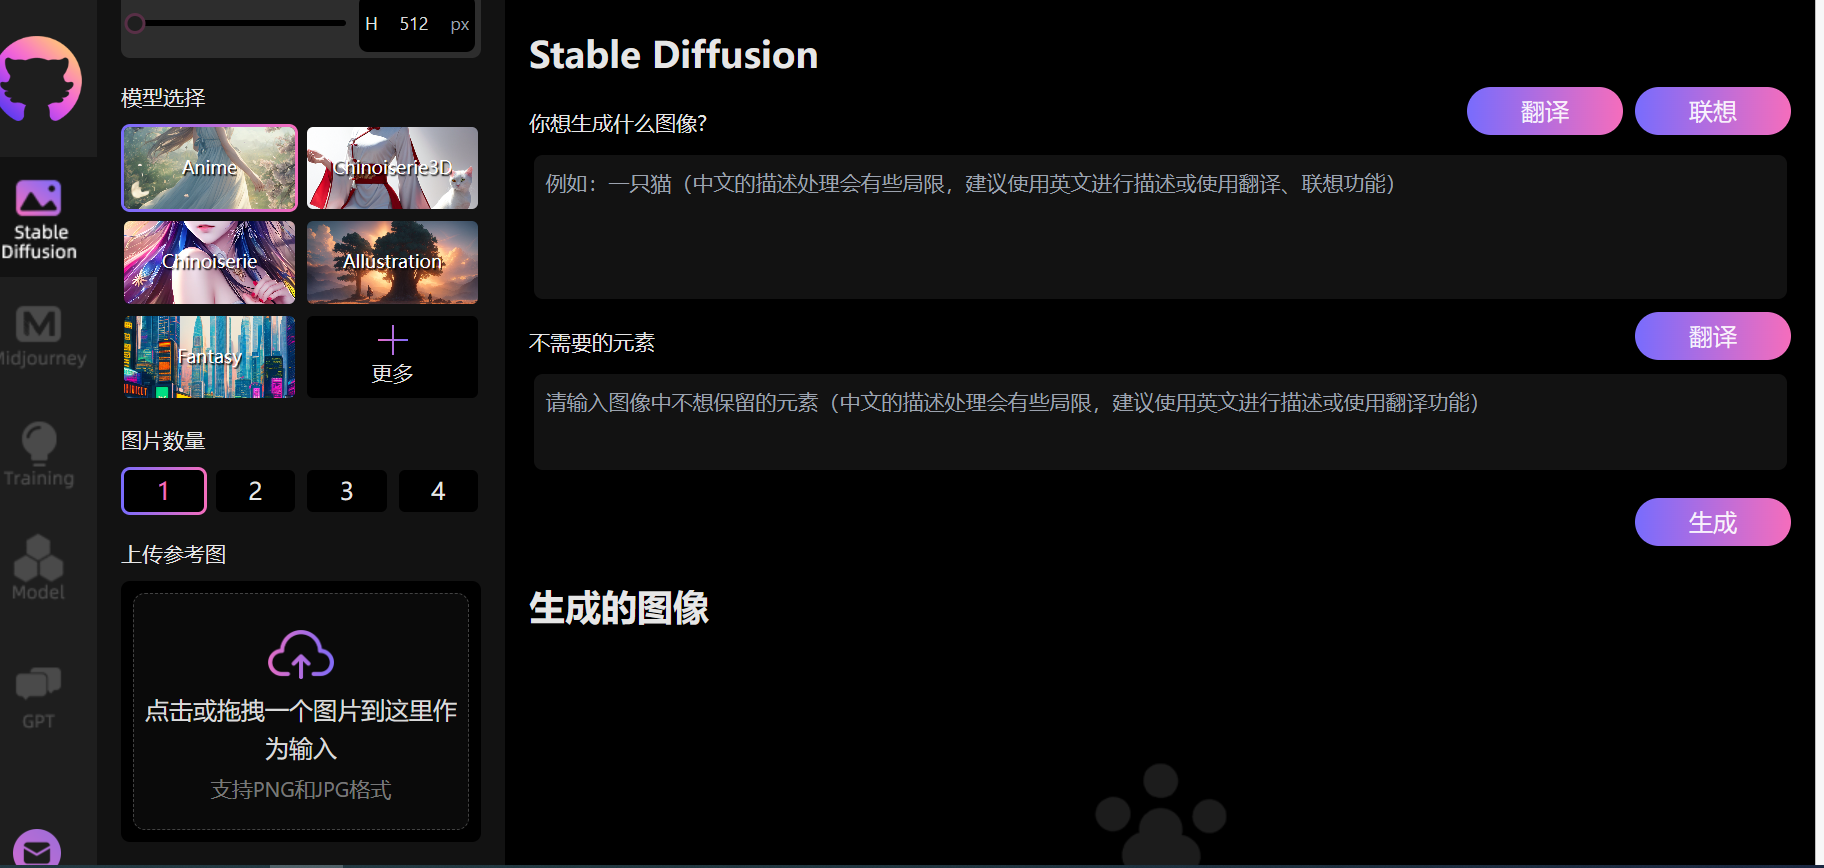 H 512 px
模型选择
Anime
Chinoiserie3D
Chinoiserie
Allustration
Fantasy
更多
图片数量
1 2 3 4
上传参考图
点击或拖拽一个图片到这里作
为输入
支持PNG和JPG格式
Stable
Diffusion
Midjourney
Training
Model
GPT
Stable Diffusion
你想生成什么图像?
翻译
联想
例如：一只猫（中文的描述处理会有些局限，建议使用英文进行描述或使用翻译、联想功能）
不需要的元素
翻译
请输入图像中不想保留的元素（中文的描述处理会有些局限，建议使用英文进行描述或使用翻译功能）
生成
生成的图像